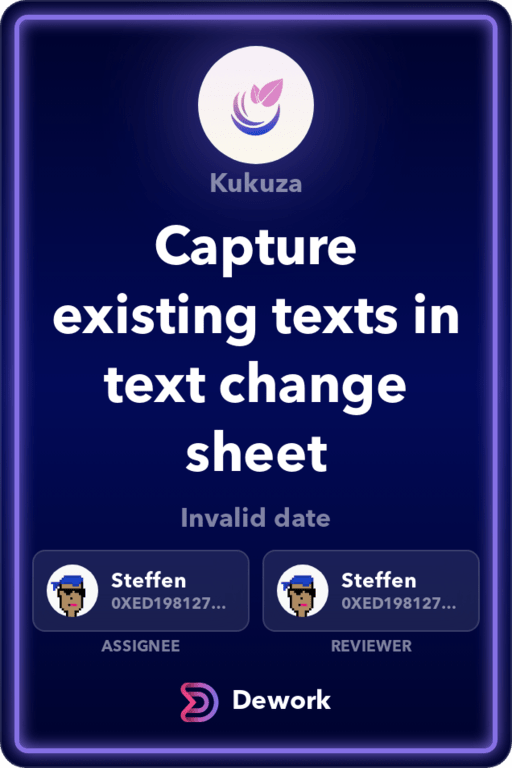 Kukuza
Capture
existing texts in
text change
sheet
Invalid date
Steffen
0XED198127...
ASSIGNEE
Steffen
0XED198127...
REVIEWER
Dework